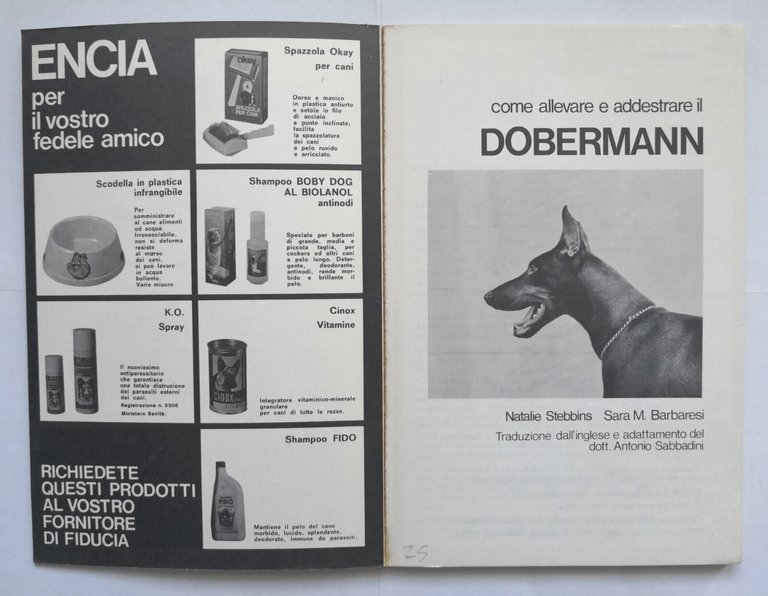 ENCIA
per
il vostro
fedele amico
Spazzola Okay
per cani
okay
SPAZZOLA
PER CANI
Dorso e manico
in plastica antiurto
e setole in filo
di acciaio
a punte inclinate;
facilita
la spazzolatura
dei cani
a pelo ruvido
e arricciato.
Scodella in plastica
infrangibile
Per
somministrare
al cane alimenti
od acqua.
Irrovesciabile,
non si deforma
resiste
al morso
dei cani,
si può lavare
in acqua
bollente.
Varie misure
Shampoo BOBY DOG
AL BIOLANOL
antinodi
Speciale per barboni
di grande, media e
piccola taglia, per
cockers ed altri cani
a pelo lungo. Deter-
gente, deodorante,
antinodi, rende mor-
bido e brillante il
pelo.
K.O.
Spray
Il nuovissimo
antiparassitario
che garantisce
una totale distruzione
dei parassiti esterni
dei cani.
Registrazione n. 5306
Ministero Sanità.
Cinox
Vitamine
CINOX
Integratore vitaminico-minerale
granulare
per cani di tutte le razze.
Shampoo FIDO
FIDO
Mantiene il pelo del cane
morbido, lucido, splendente,
deodorato, immune da parassiti.
RICHIEDETE
QUESTI PRODOTTI
AL VOSTRO
FORNITORE
DI FIDUCIA
come allevare e addestrare il
DOBERMANN
Natalie Stebbins Sara M. Barbaresi
Traduzione dall'inglese e adattamento del
dott. Antonio Sabbadini
25